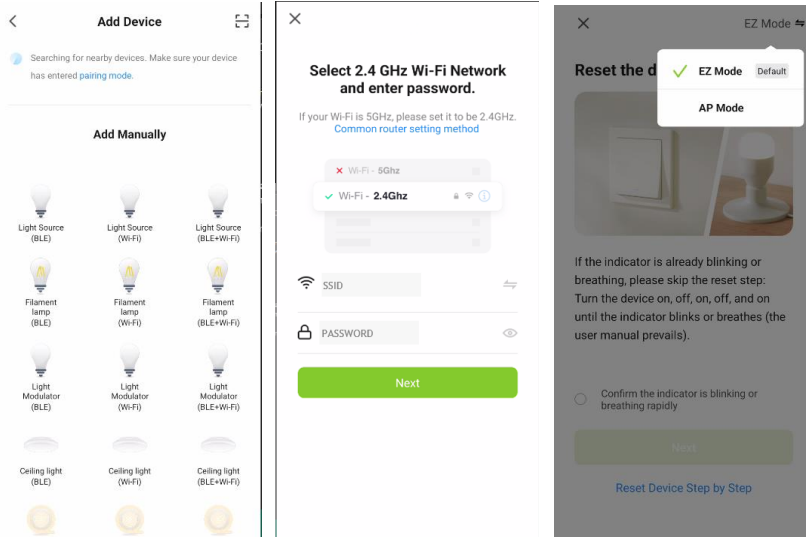 Add Device
Searching for nearby devices. Make sure your device
has entered pairing mode.
Add Manually
Light Source
(BLE)
Light Source
(Wi-Fi)
Light Source
(BLE+Wi-Fi)
Filament
lamp
(BLE)
Filament
lamp
(Wi-Fi)
Filament
lamp
(BLE+Wi-Fi)
Light
Modulator
(BLE)
Light
Modulator
(Wi-Fi)
Light
Modulator
(BLE+Wi-Fi)
Ceiling light
(BLE)
Ceiling light
(Wi-Fi)
Ceiling light
(BLE+Wi-Fi)
Select 2.4 GHz Wi-Fi Network
and enter password.
If your Wi-Fi is 5GHz, please set it to be 2.4GHz.
Common router setting method
Wi-Fi - 5Ghz
Wi-Fi - 2.4Ghz
SSID
PASSWORD
Next
EZ Mode
Reset the d
EZ Mode Default
AP Mode
If the indicator is already blinking or
breathing, please skip the reset step:
Turn the device on, off, on, off, and on
until the indicator blinks or breathes (the
user manual prevails).
Confirm the indicator is blinking or
breathing rapidly
Next
Reset Device Step by Step